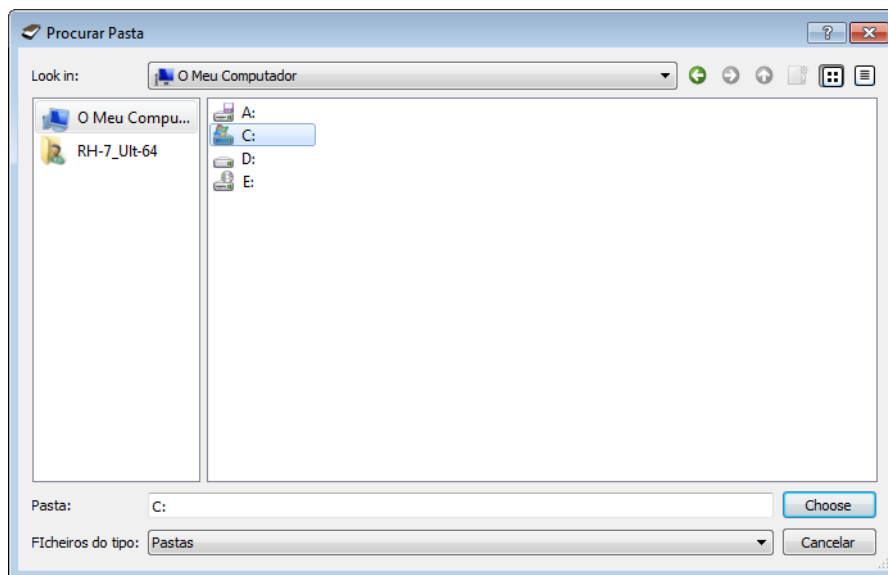 Procurar Pasta
Look in: O Meu Computador
O Meu Compu...
RH-7_Ult-64
A:
C:
D:
E:
Pasta: C: Choose
FIcheiros do tipo: Pastas Cancelar